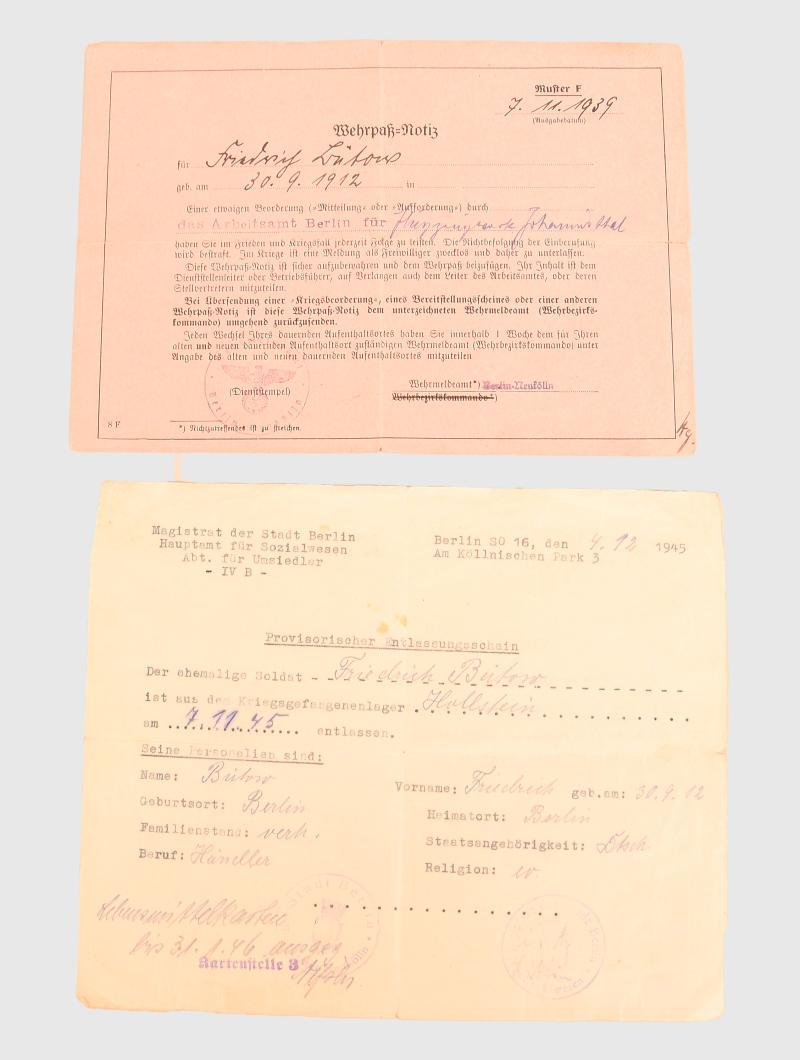 Muster F
7. 11. 1939
(Ausgabedatum)
Wehrpaß-Notiz
für Friedrich Bütow
geb. am 30. 9. 1912 in
Einer etwaigen Beorderung (»Mitteilung« oder »Aufforderung«) durch
das Arbeitsamt Berlin für Johannisthal
haben Sie im Frieden und Kriegsfall jederzeit Folge zu leisten. Die Nichtbefolgung der Einberufung
wird bestraft. Im Kriege ist eine Meldung als Freiwilliger zwecklos und daher zu unterlassen.
Diese Wehrpaß-Notiz ist sicher aufzubewahren und dem Wehrpaß beizufügen. Ihr Inhalt ist dem
Dienststellenleiter oder Betriebsführer, auf Verlangen auch dem Leiter des Arbeitsamtes, oder deren
Stellvertretern mitzuteilen.
Bei Übersendung einer »Kriegsbeorderung«, eines Bereitstellungsscheines oder einer anderen
Wehrpaß-Notiz ist diese Wehrpaß-Notiz dem unterzeichneten Wehrmeldeamt (Wehrbezirks-
kommando) umgehend zurückzusenden.
Jeden Wechsel Ihres dauernden Aufenthaltsortes haben Sie innerhalb 1 Woche dem für Ihren
alten und neuen dauernden Aufenthaltsort zuständigen Wehrmeldeamt (Wehrbezirkskommando) unter
Angabe des alten und neuen dauernden Aufenthaltsortes mitzuteilen
Wehrmeldeamt*) Berlin-Neukölln
(Dienststempel)
Wehrbezirkskommando*)
*) Nichtzutreffendes ist zu streichen.
8 F
Magistrat der Stadt Berlin
Hauptamt für Sozialwesen
Abt. für Umsiedler
- IV B -
Berlin SO 16, den 4. 12 1945
Am Köllnischen Park 3
Provisorischer Entlassungsschein
Der ehemalige Soldat Friedrich Bütow
ist aus dem Kriegsgefangenenlager Hollstein
am 7.11.45 entlassen.
Seine Personalien sind:
Name: Bütow
Vorname: Friedrich geb.am: 30.9.12
Geburtsort: Berlin
Heimatort: Berlin
Familienstand: verh.
Staatsangehörigkeit: Dtsch.
Beruf: Händler
Religion: ev.
Stadt Berlin
Lebensmittelkarten
bis 31.1.46 ausgeg
Kartenstelle 3